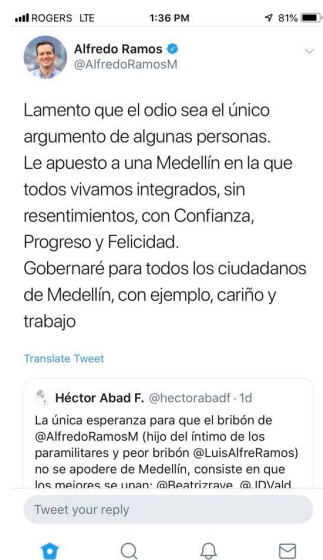 ROGERS LTE 1:36 PM 81%
Alfredo Ramos
@AlfredoRamosM
Lamento que el odio sea el único
argumento de algunas personas.
Le apuesto a una Medellín en la que
todos vivamos integrados, sin
resentimientos, con Confianza,
Progreso y Felicidad.
Gobernaré para todos los ciudadanos
de Medellín, con ejemplo, cariño y
trabajo
Translate Tweet
Héctor Abad F. @hectorabadf · 1d
La única esperanza para que el bribón de
@AlfredoRamosM (hijo del íntimo de los
paramilitares y peor bribón @LuisAlfreRamos)
no se apodere de Medellín, consiste en que
los mejores se unan: @Beatrizrave, @JDVald
Tweet your reply